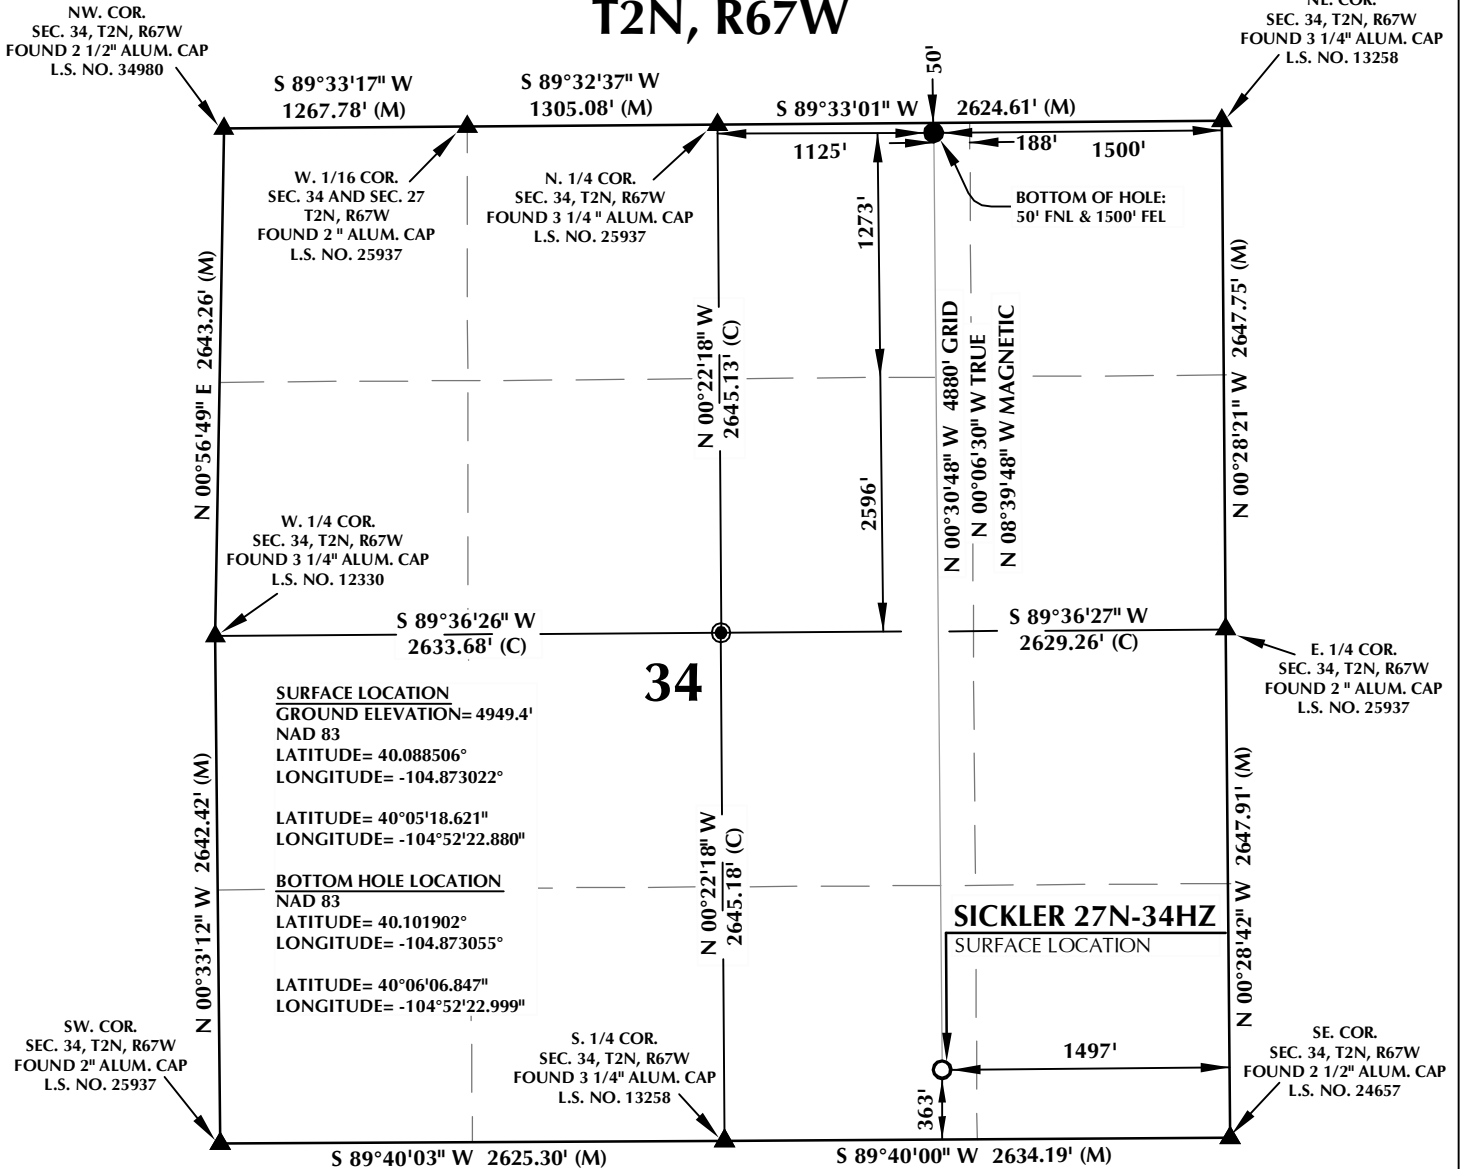 T2N, R67W
NW. COR.
SEC. 34, T2N, R67W
FOUND 2 1/2" ALUM. CAP
L.S. NO. 34980
NE. COR.
SEC. 34, T2N, R67W
FOUND 3 1/4" ALUM. CAP
L.S. NO. 13258
S 89°33'17" W
1267.78' (M)
S 89°32'37" W
1305.08' (M)
S 89°33'01" W 2624.61' (M)
50'
1125'
188'
1500'
W. 1/16 COR.
SEC. 34 AND SEC. 27
T2N, R67W
FOUND 2 " ALUM. CAP
L.S. NO. 25937
N. 1/4 COR.
SEC. 34, T2N, R67W
FOUND 3 1/4 " ALUM. CAP
L.S. NO. 25937
BOTTOM OF HOLE:
50' FNL & 1500' FEL
1273'
2596'
N 00°56'49" E 2643.26' (M)
N 00°22'18" W
2645.13' (C)
N 00°30'48" W 4880' GRID
N 00°06'30" W TRUE
N 08°39'48" W MAGNETIC
N 00°28'21" W 2647.75' (M)
W. 1/4 COR.
SEC. 34, T2N, R67W
FOUND 3 1/4" ALUM. CAP
L.S. NO. 12330
S 89°36'26" W
2633.68' (C)
S 89°36'27" W
2629.26' (C)
E. 1/4 COR.
SEC. 34, T2N, R67W
FOUND 2 " ALUM. CAP
L.S. NO. 25937
34
SURFACE LOCATION
GROUND ELEVATION= 4949.4'
NAD 83
LATITUDE= 40.088506°
LONGITUDE= -104.873022°
LATITUDE= 40°05'18.621"
LONGITUDE= -104°52'22.880"
BOTTOM HOLE LOCATION
NAD 83
LATITUDE= 40.101902°
LONGITUDE= -104.873055°
LATITUDE= 40°06'06.847"
LONGITUDE= -104°52'22.999"
N 00°33'12" W 2642.42' (M)
N 00°22'18" W
2645.18' (C)
N 00°28'42" W 2647.91' (M)
SICKLER 27N-34HZ
SURFACE LOCATION
1497'
363'
SW. COR.
SEC. 34, T2N, R67W
FOUND 2" ALUM. CAP
L.S. NO. 25937
S. 1/4 COR.
SEC. 34, T2N, R67W
FOUND 3 1/4" ALUM. CAP
L.S. NO. 13258
SE. COR.
SEC. 34, T2N, R67W
FOUND 2 1/2" ALUM. CAP
L.S. NO. 24657
S 89°40'03" W 2625.30' (M)
S 89°40'00" W 2634.19' (M)